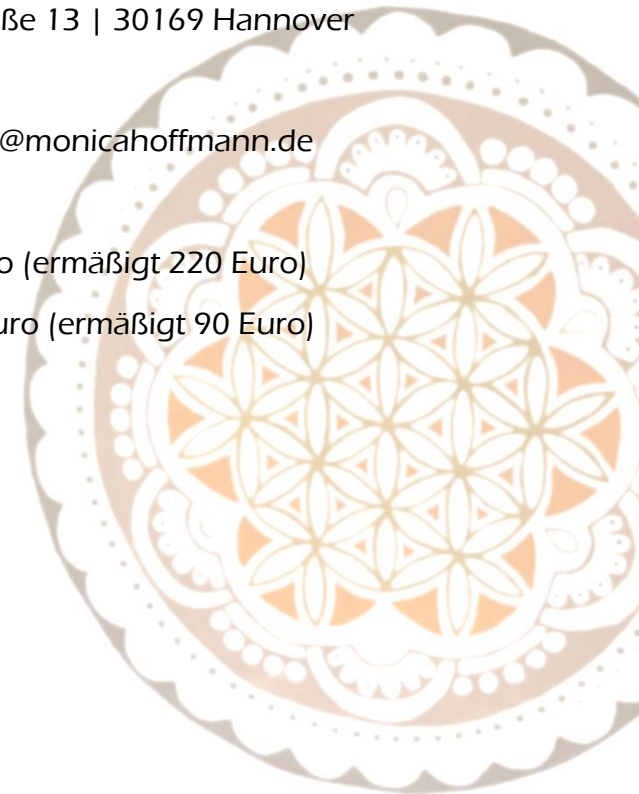 ße 13 | 30169 Hannover
@monicahoffmann.de
o (ermäßigt 220 Euro)
uro (ermäßigt 90 Euro)